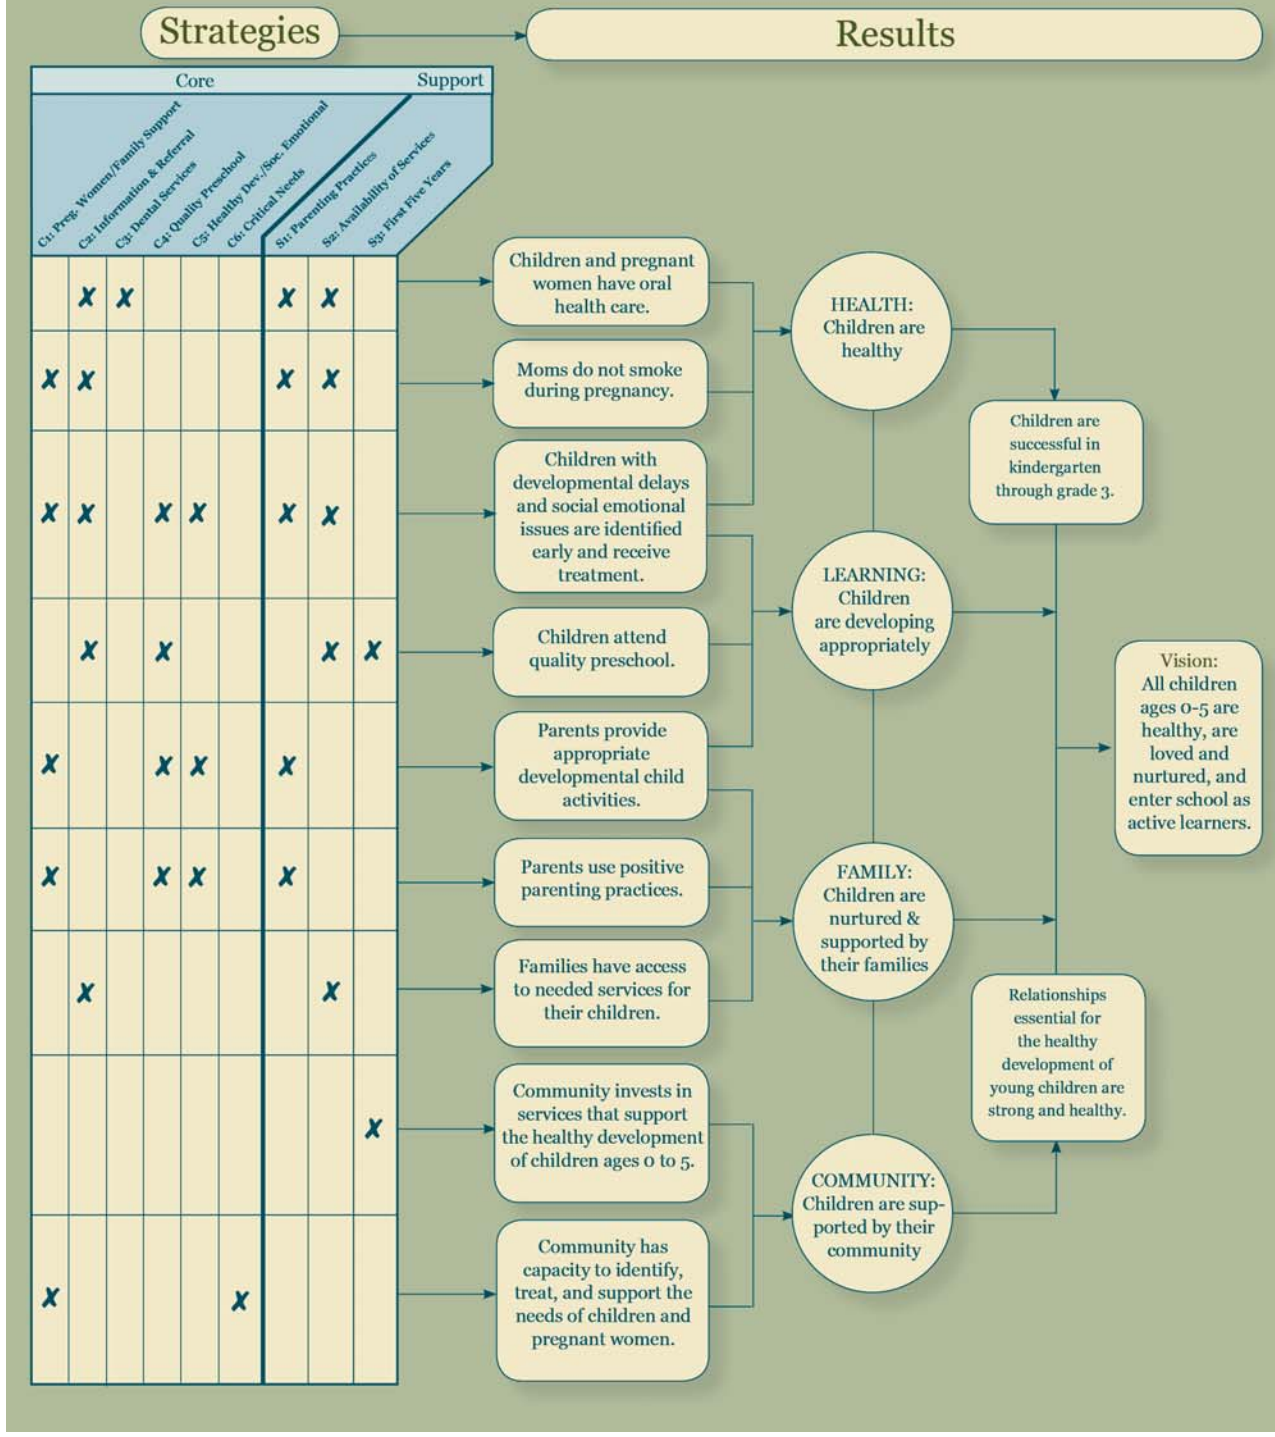 Strategies
Results
Core
Support
C1: Preg. Women/Family Support
C2: Information & Referral
C3: Dental Services
C4: Quality Preschool
C5: Healthy Dev./Soc. Emotional
C6: Critical Needs
S1: Parenting Practices
S2: Availability of Services
S3: First Five Years
X X X X
Children and pregnant
women have oral
health care.
X X X X
Moms do not smoke
during pregnancy.
X X X X X X
Children with
developmental delays
and social emotional
issues are identified
early and receive
treatment.
X X X X
Children attend
quality preschool.
X X X X
Parents provide
appropriate
developmental child
activities.
X X X X
Parents use positive
parenting practices.
X X
Families have access
to needed services for
their children.
X
Community invests in
services that support
the healthy development
of children ages 0 to 5.
X X
Community has
capacity to identify,
treat, and support the
needs of children and
pregnant women.
HEALTH:
Children are
healthy
LEARNING:
Children
are developing
appropriately
FAMILY:
Children are
nurtured &
supported by
their families
COMMUNITY:
Children are sup-
ported by their
community
Children are
successful in
kindergarten
through grade 3.
Relationships
essential for
the healthy
development of
young children are
strong and healthy.
Vision:
All children
ages 0-5 are
healthy, are
loved and
nurtured, and
enter school as
active learners.